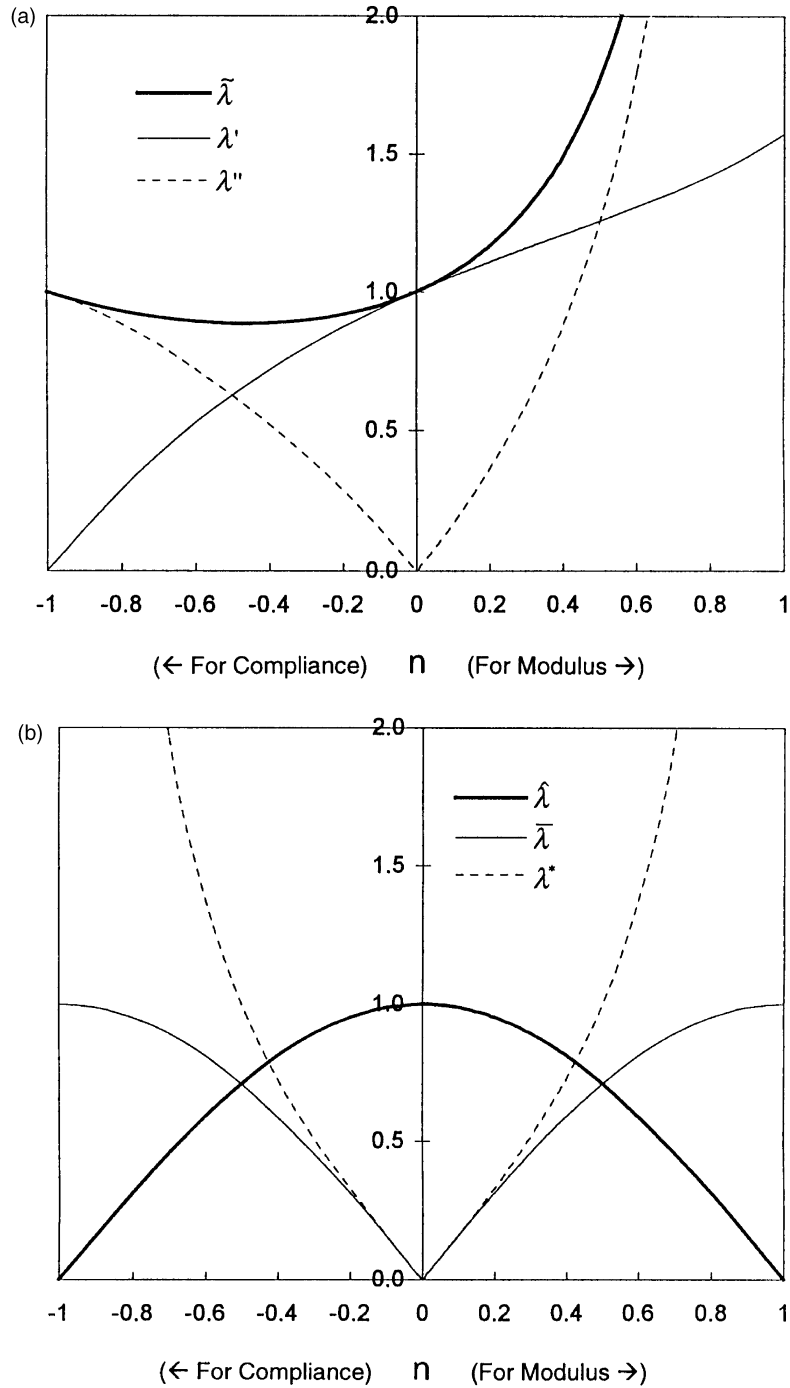 (a)
2.0
λ̃
λ'
λ"
1.5
1.0
0.5
0.0
-1 -0.8 -0.6 -0.4 -0.2 0 0.2 0.4 0.6 0.8 1
(← For Compliance) n (For Modulus →)
(b)
2.0
λ̂
λ̄
λ*
1.5
1.0
0.5
0.0
-1 -0.8 -0.6 -0.4 -0.2 0 0.2 0.4 0.6 0.8 1
(← For Compliance) n (For Modulus →)